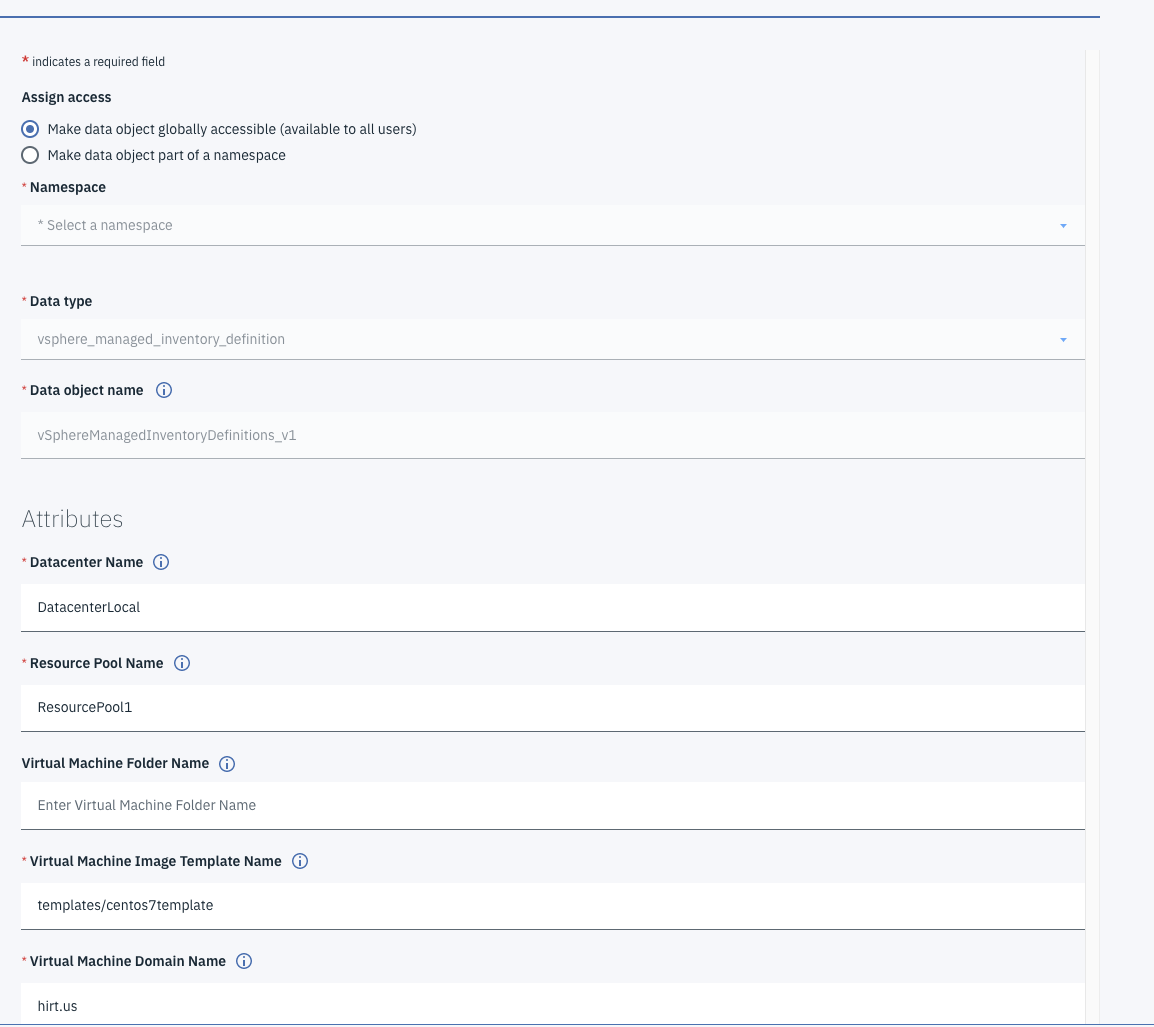 * indicates a required field
Assign access
Make data object globally accessible (available to all users)
Make data object part of a namespace
* Namespace
* Select a namespace
* Data type
vsphere_managed_inventory_definition
* Data object name
vSphereManagedInventoryDefinitions_v1
Attributes
* Datacenter Name
DatacenterLocal
* Resource Pool Name
ResourcePool1
Virtual Machine Folder Name
Enter Virtual Machine Folder Name
* Virtual Machine Image Template Name
templates/centos7template
* Virtual Machine Domain Name
hirt.us